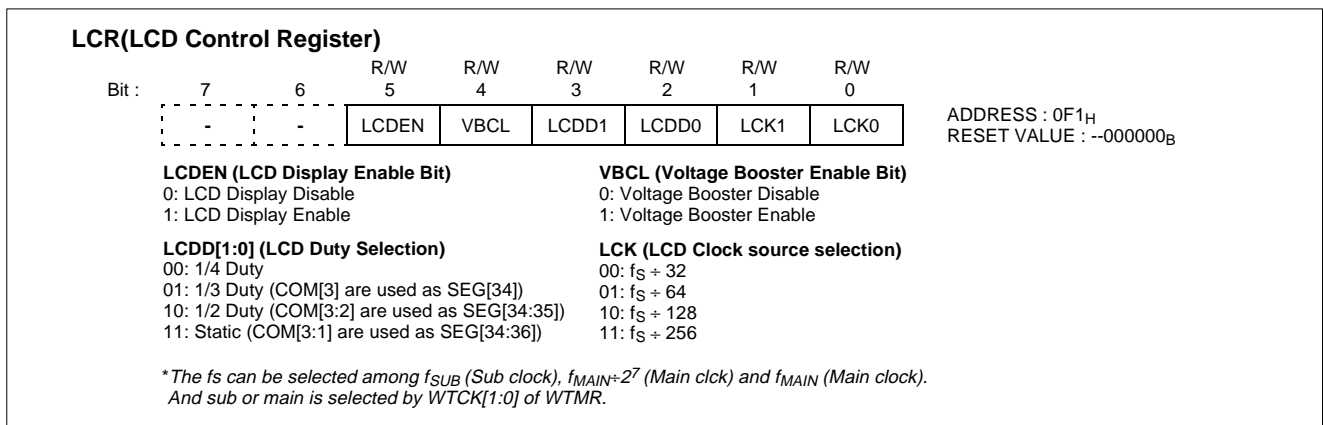 LCR(LCD Control Register)
R/W R/W R/W R/W R/W R/W
Bit : 7 6 5 4 3 2 1 0
- - LCDEN VBCL LCDD1 LCDD0 LCK1 LCK0
ADDRESS : 0F1H
RESET VALUE : --000000B
LCDEN (LCD Display Enable Bit)
0: LCD Display Disable
1: LCD Display Enable
VBCL (Voltage Booster Enable Bit)
0: Voltage Booster Disable
1: Voltage Booster Enable
LCDD[1:0] (LCD Duty Selection)
00: 1/4 Duty
01: 1/3 Duty (COM[3] are used as SEG[34])
10: 1/2 Duty (COM[3:2] are used as SEG[34:35])
11: Static (COM[3:1] are used as SEG[34:36])
LCK (LCD Clock source selection)
00: fS ÷ 32
01: fS ÷ 64
10: fS ÷ 128
11: fS ÷ 256
*The fs can be selected among fSUB (Sub clock), fMAIN÷2⁷ (Main clck) and fMAIN (Main clock).
And sub or main is selected by WTCK[1:0] of WTMR.